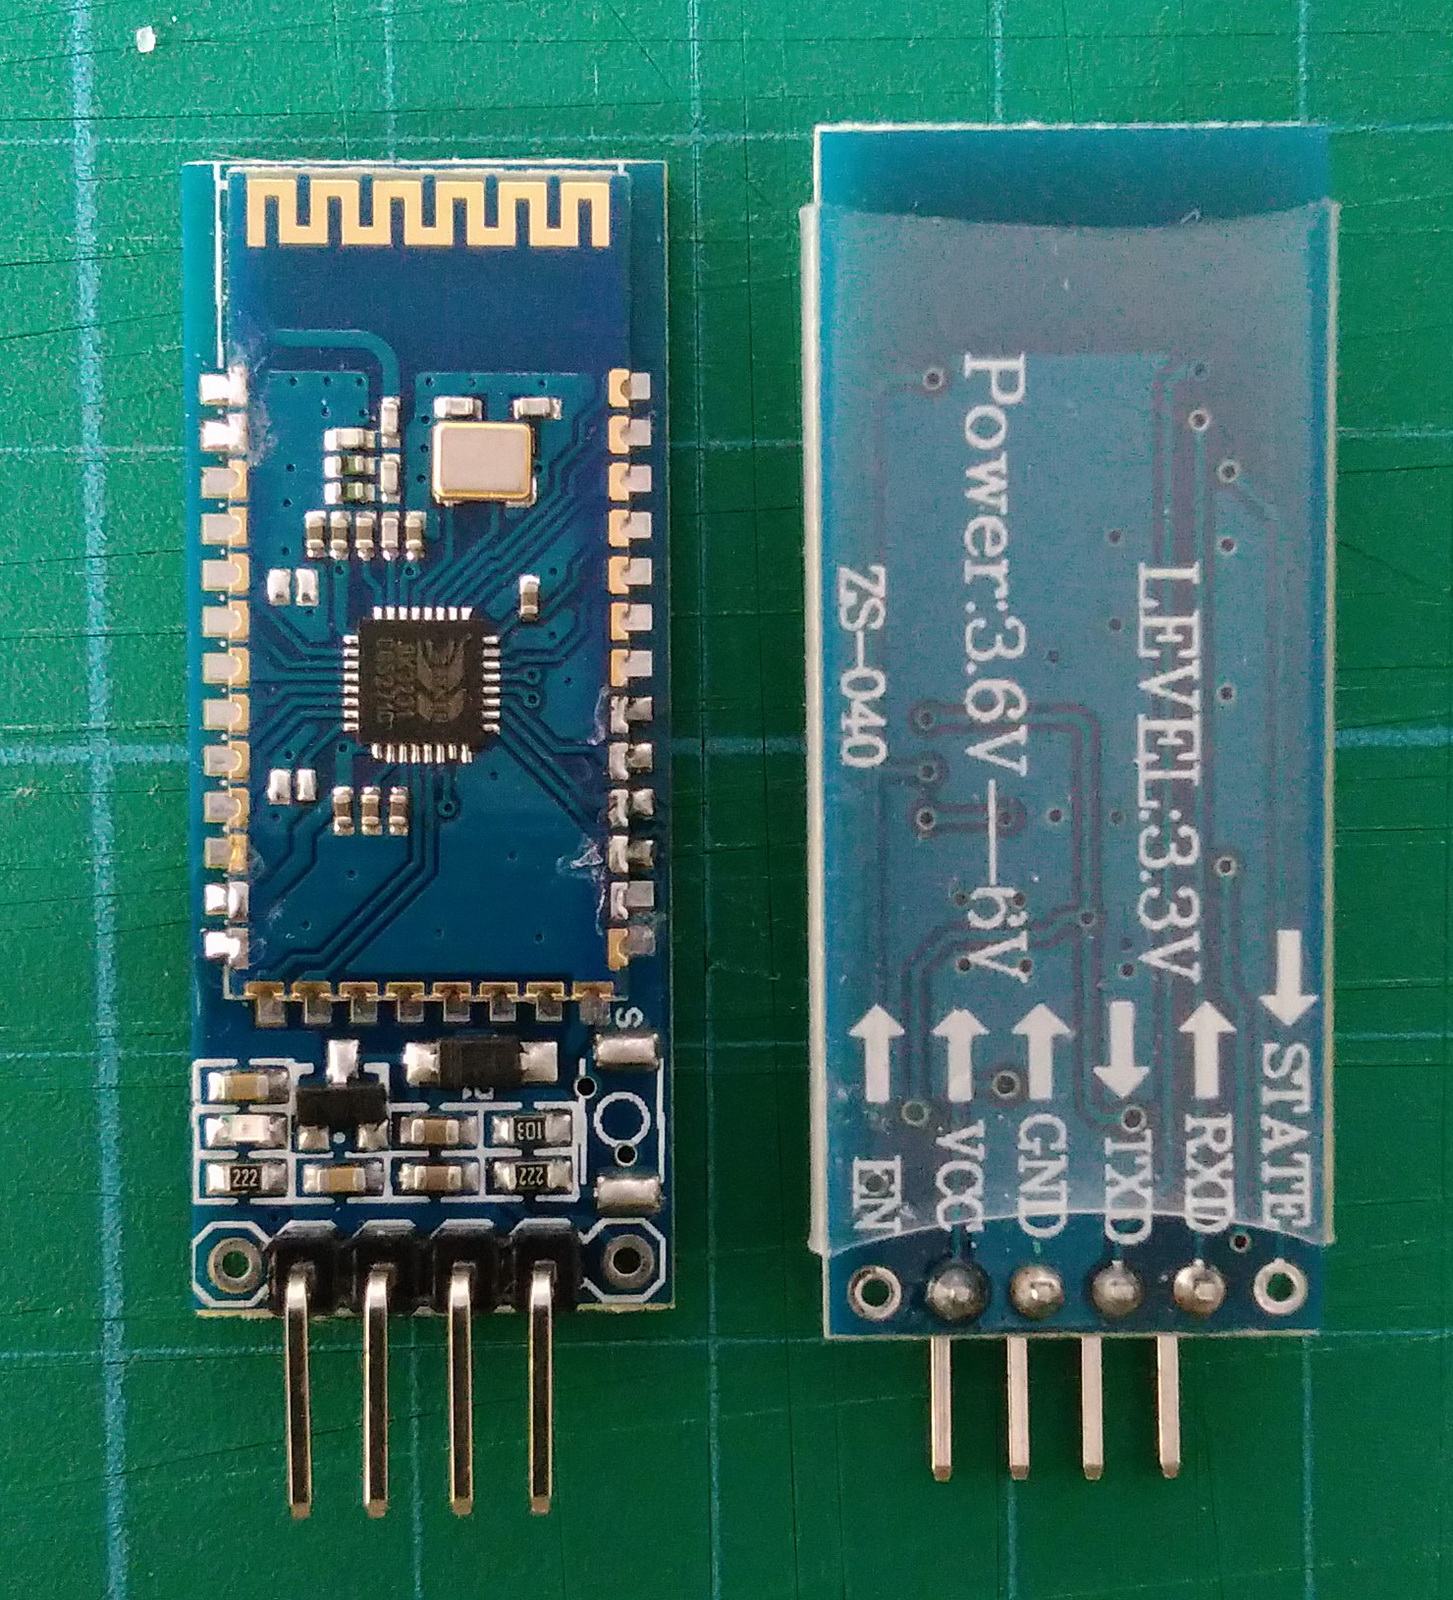 S
103
222
222
ZS-040
Power:3.6V—6V
LEVEL:3.3V
EN
VCC
GND
TXD
RXD
STATE